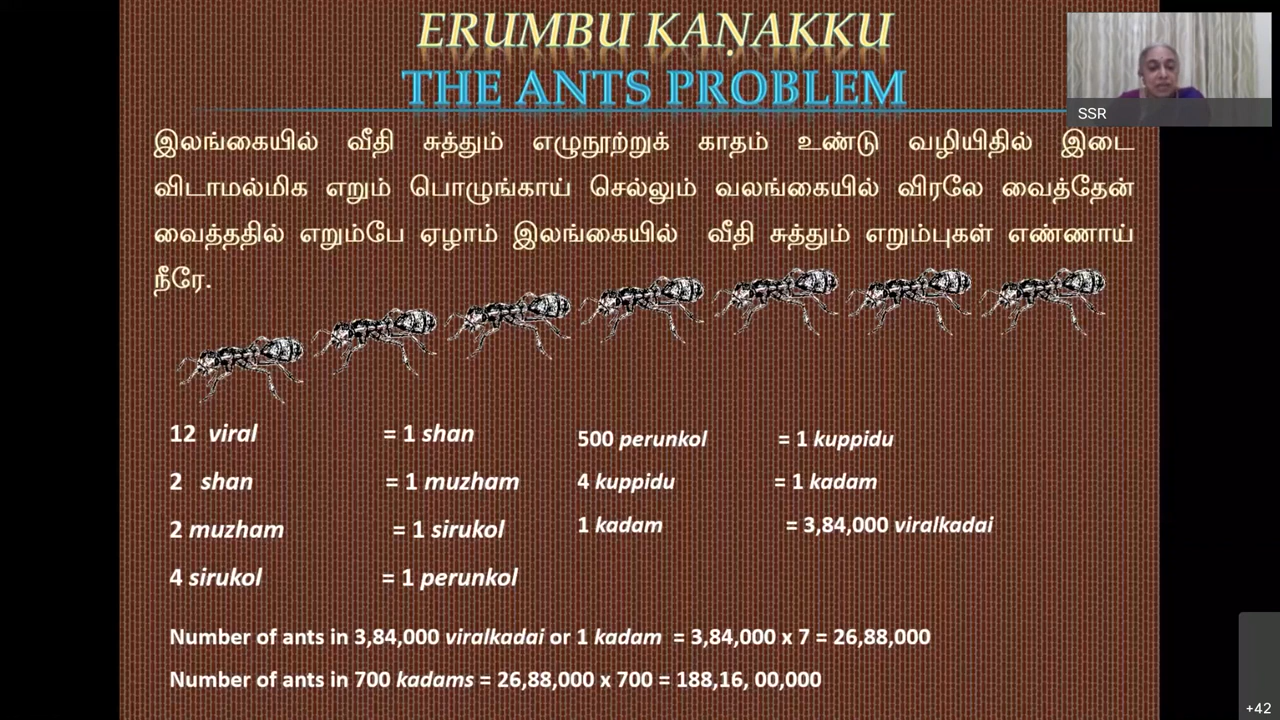 ERUMBU KAṆAKKU
THE ANTS PROBLEM
SSR
இலங்கையில் வீதி சுத்தும் எழுநூற்றுக் காதம் உண்டு வழியிதில் இடை
விடாமல்மிக எறும் பொழுங்காய் செல்லும் வலங்கையில் விரலே வைத்தேன்
வைத்ததில் எறும்பே ஏழாம் இலங்கையில் வீதி சுத்தும் எறும்புகள் எண்ணாய்
நீரே.
12 viral = 1 shan
2 shan = 1 muzham
2 muzham = 1 sirukol
4 sirukol = 1 perunkol
500 perunkol = 1 kuppidu
4 kuppidu = 1 kadam
1 kadam = 3,84,000 viralkadai
Number of ants in 3,84,000 viralkadai or 1 kadam = 3,84,000 x 7 = 26,88,000
Number of ants in 700 kadams = 26,88,000 x 700 = 188,16, 00,000
+42